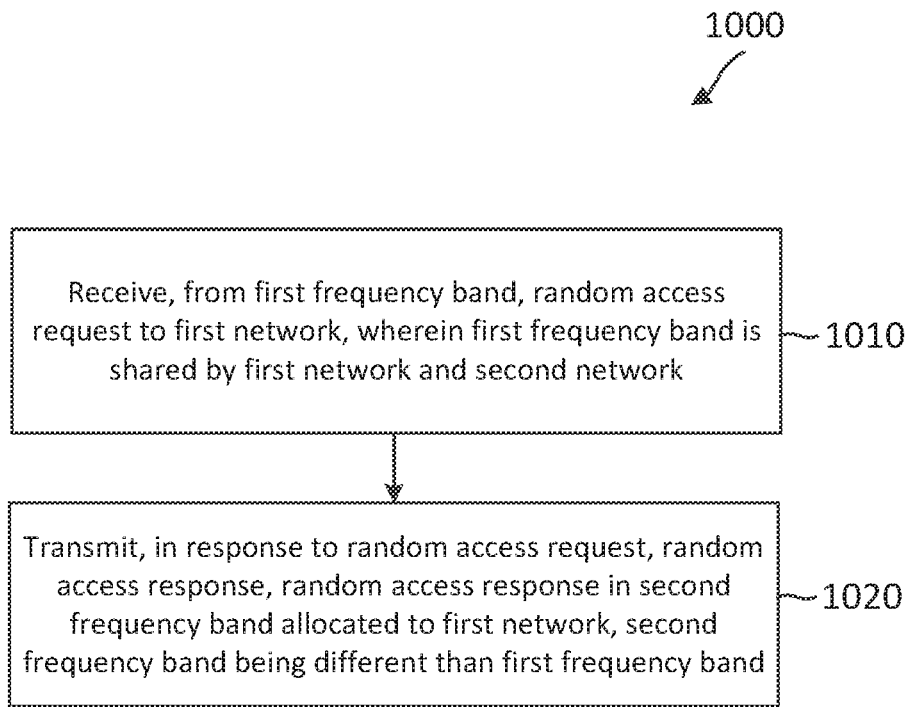 1000
Receive, from first frequency band, random access
request to first network, wherein first frequency band is
shared by first network and second network
1010
Transmit, in response to random access request, random
access response, random access response in second
frequency band allocated to first network, second
frequency band being different than first frequency band
1020